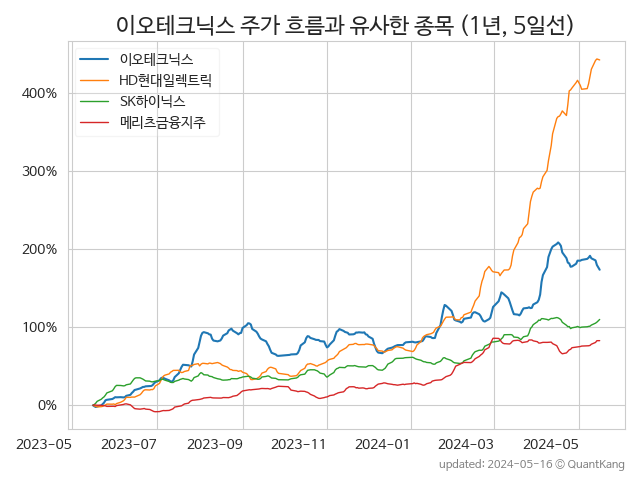 이오테크닉스 주가 흐름과 유사한 종목 (1년, 5일선)
이오테크닉스
HD현대일렉트릭
SK하이닉스
메리츠금융지주
400%
300%
200%
100%
0%
2023-05 2023-07 2023-09 2023-11 2024-01 2024-03 2024-05
updated: 2024-05-16 ⓒ QuantKang